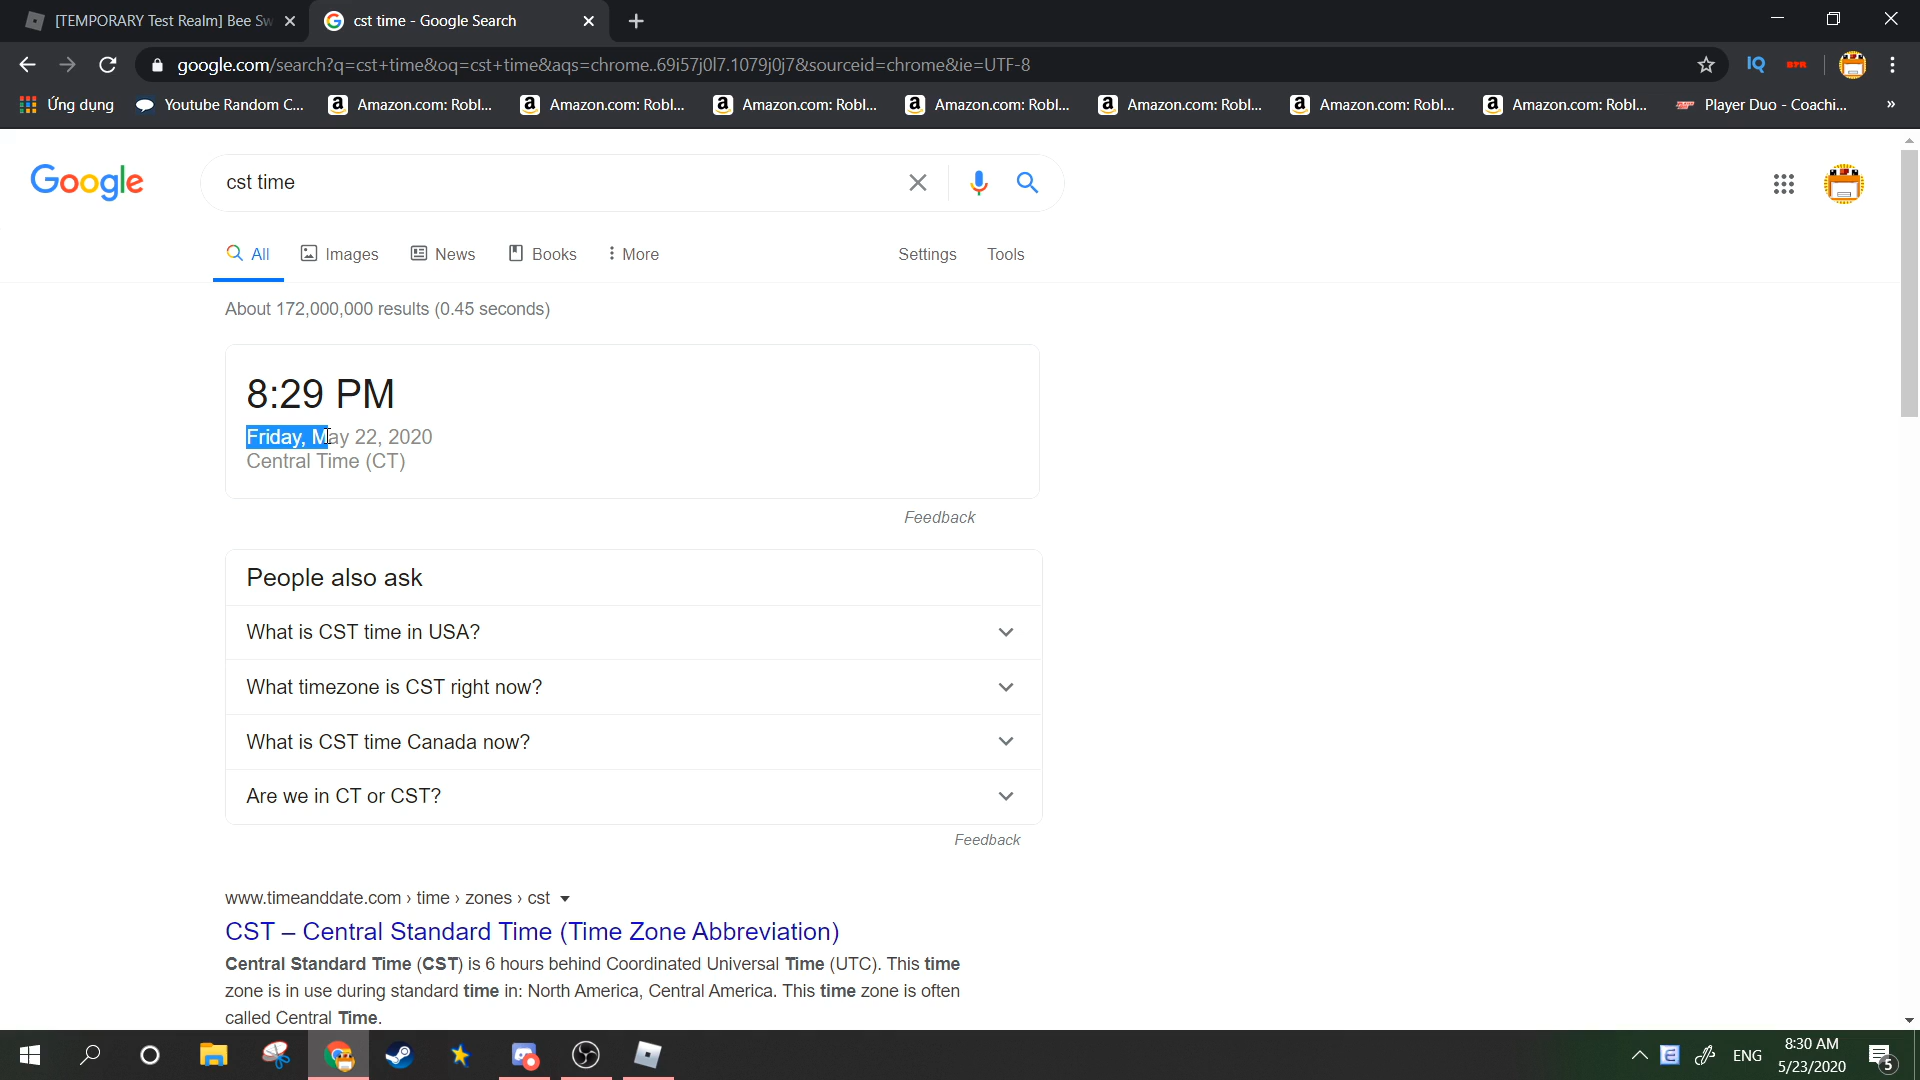 [TEMPORARY Test Realm] Bee Sw
cst time - Google Search
google.com/search?q=cst+time&oq=cst+time&aqs=chrome..69i57j0l7.1079j0j7&sourceid=chrome&ie=UTF-8
IQ
Ứng dụng
Youtube Random C...
Amazon.com: Robl...
Amazon.com: Robl...
Amazon.com: Robl...
Amazon.com: Robl...
Amazon.com: Robl...
Amazon.com: Robl...
Amazon.com: Robl...
Player Duo - Coachi...
»
Google
cst time
All
Images
News
Books
More
Settings
Tools
About 172,000,000 results (0.45 seconds)
8:29 PM
Friday, May 22, 2020
Central Time (CT)
Feedback
People also ask
What is CST time in USA?
What timezone is CST right now?
What is CST time Canada now?
Are we in CT or CST?
Feedback
www.timeanddate.com › time › zones › cst
CST – Central Standard Time (Time Zone Abbreviation)
Central Standard Time (CST) is 6 hours behind Coordinated Universal Time (UTC). This time
zone is in use during standard time in: North America, Central America. This time zone is often
called Central Time.
ENG
8:30 AM
5/23/2020
5